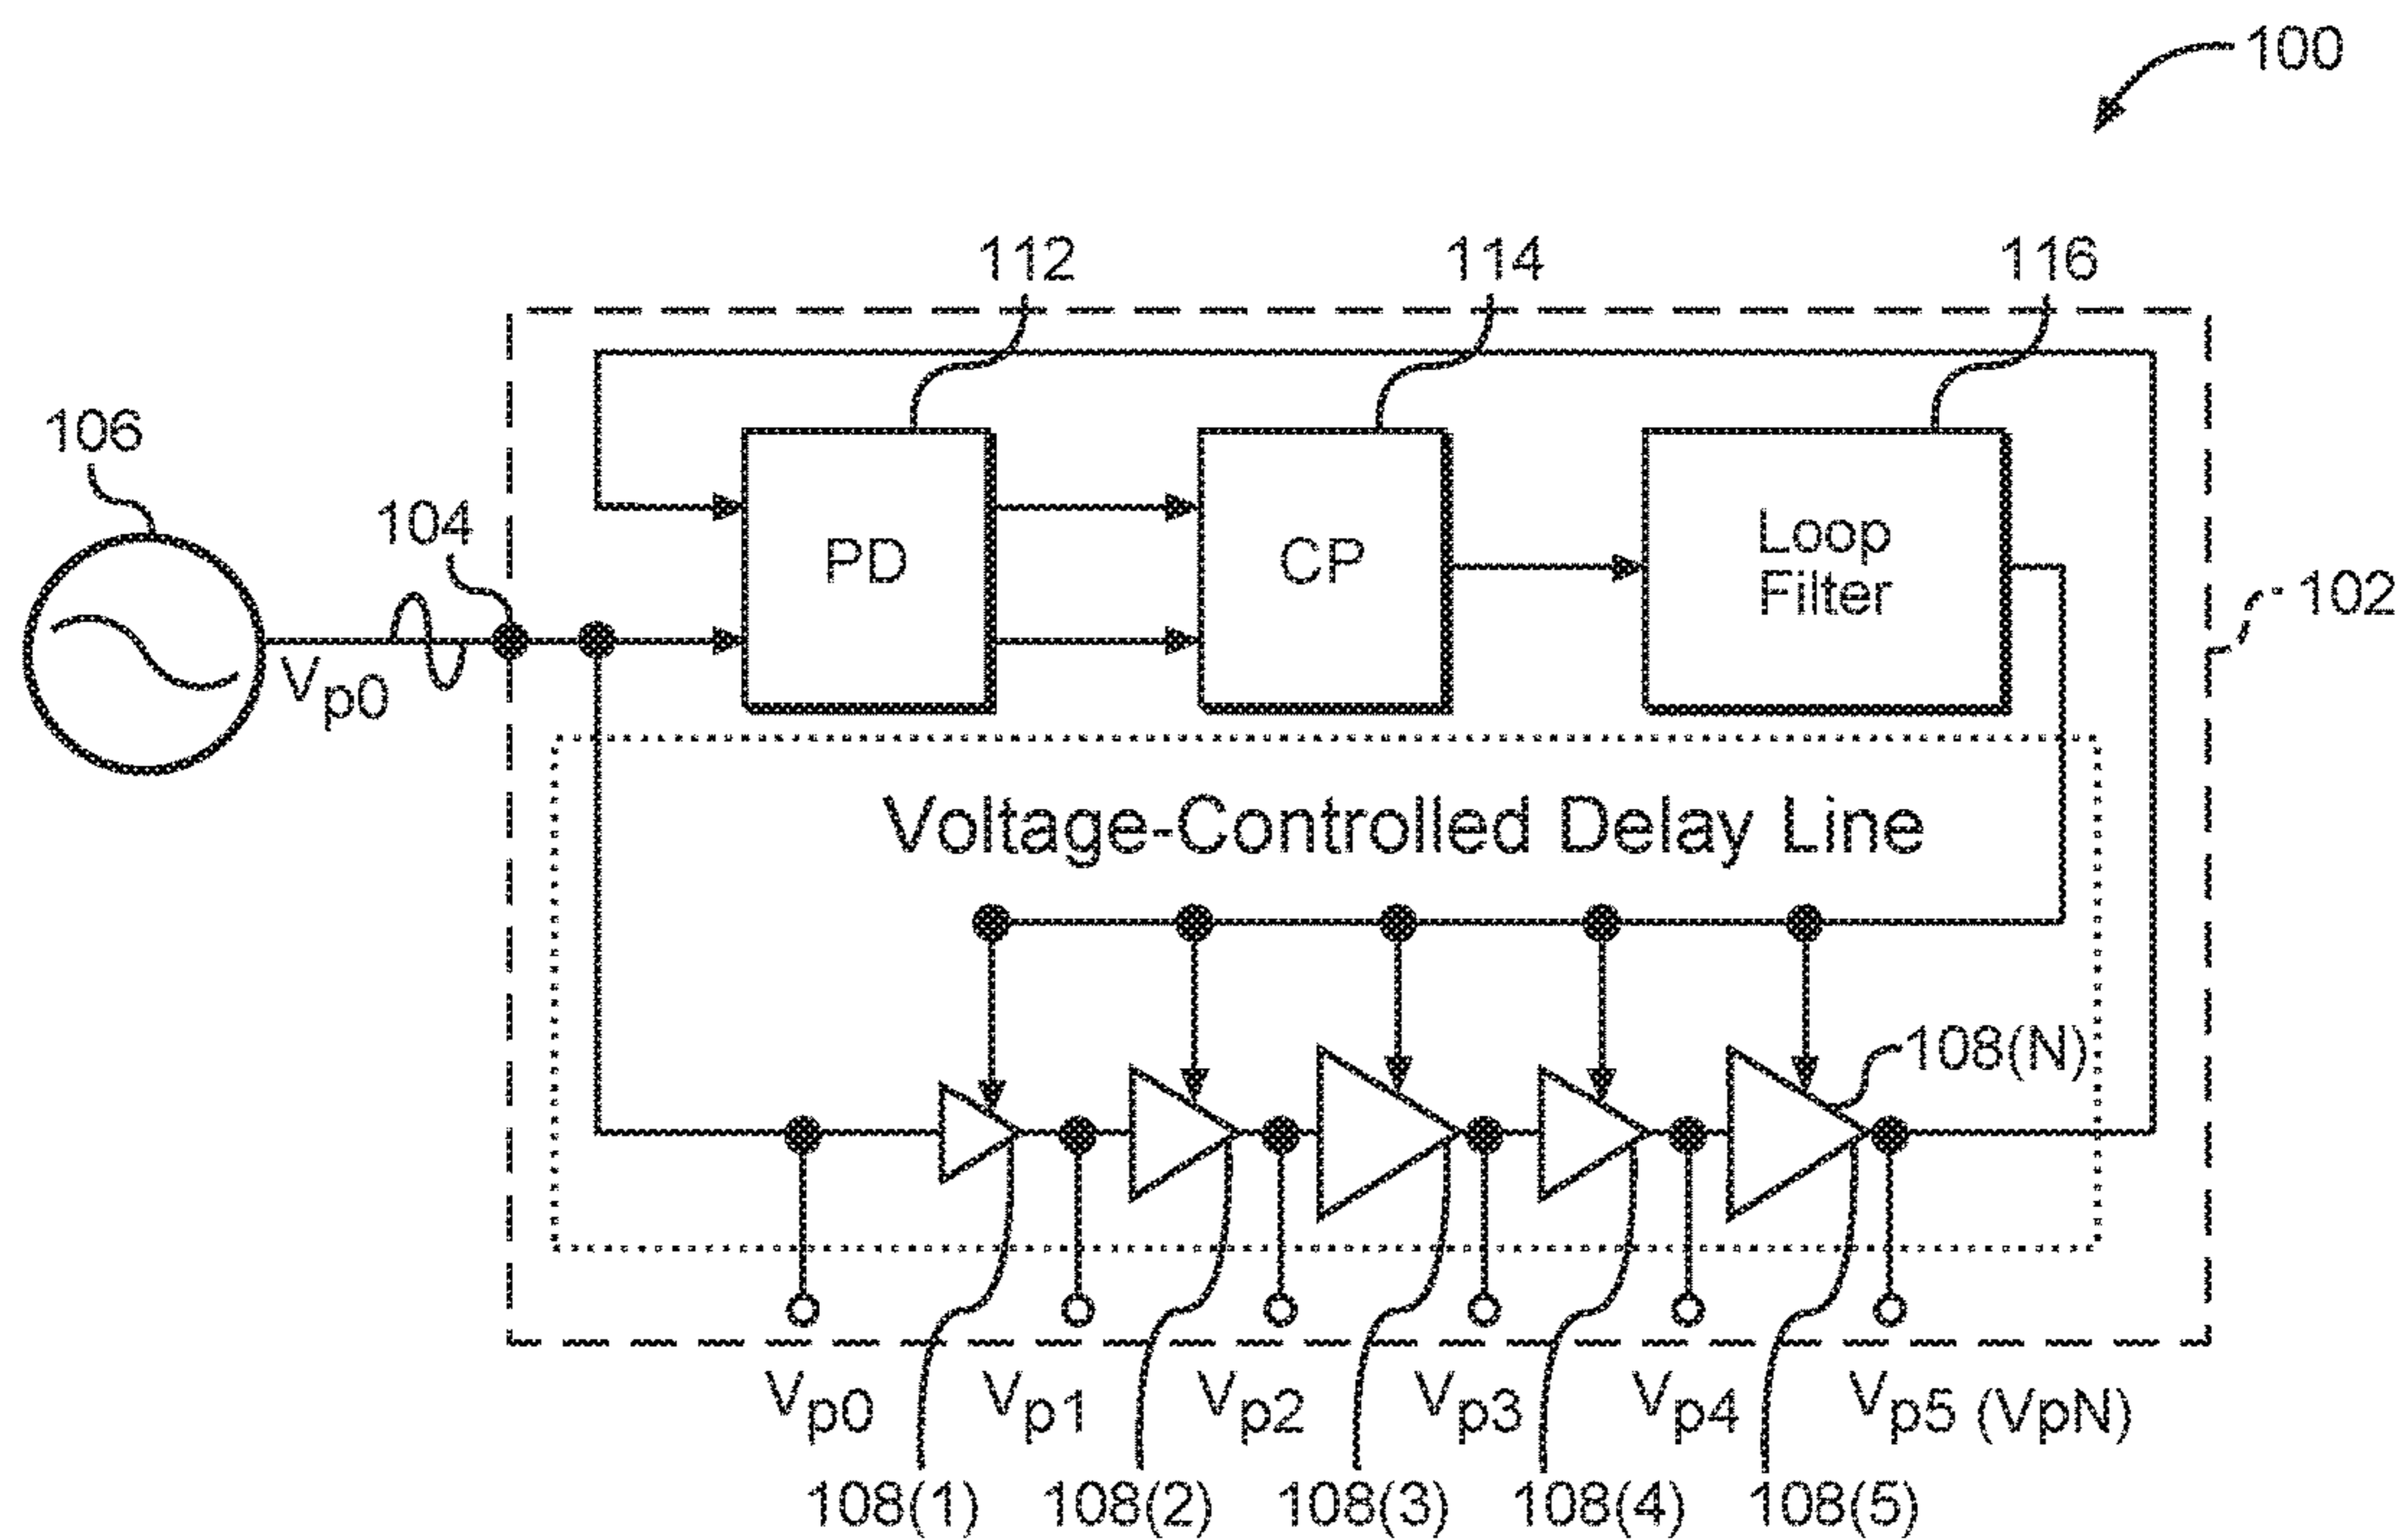 100
112
114
116
106
104
PD
CP
Loop
Filter
102
Vp0
Voltage-Controlled Delay Line
108(N)
Vp0
Vp1
Vp2
Vp3
Vp4
Vp5 (VpN)
108(1)
108(2)
108(3)
108(4)
108(5)